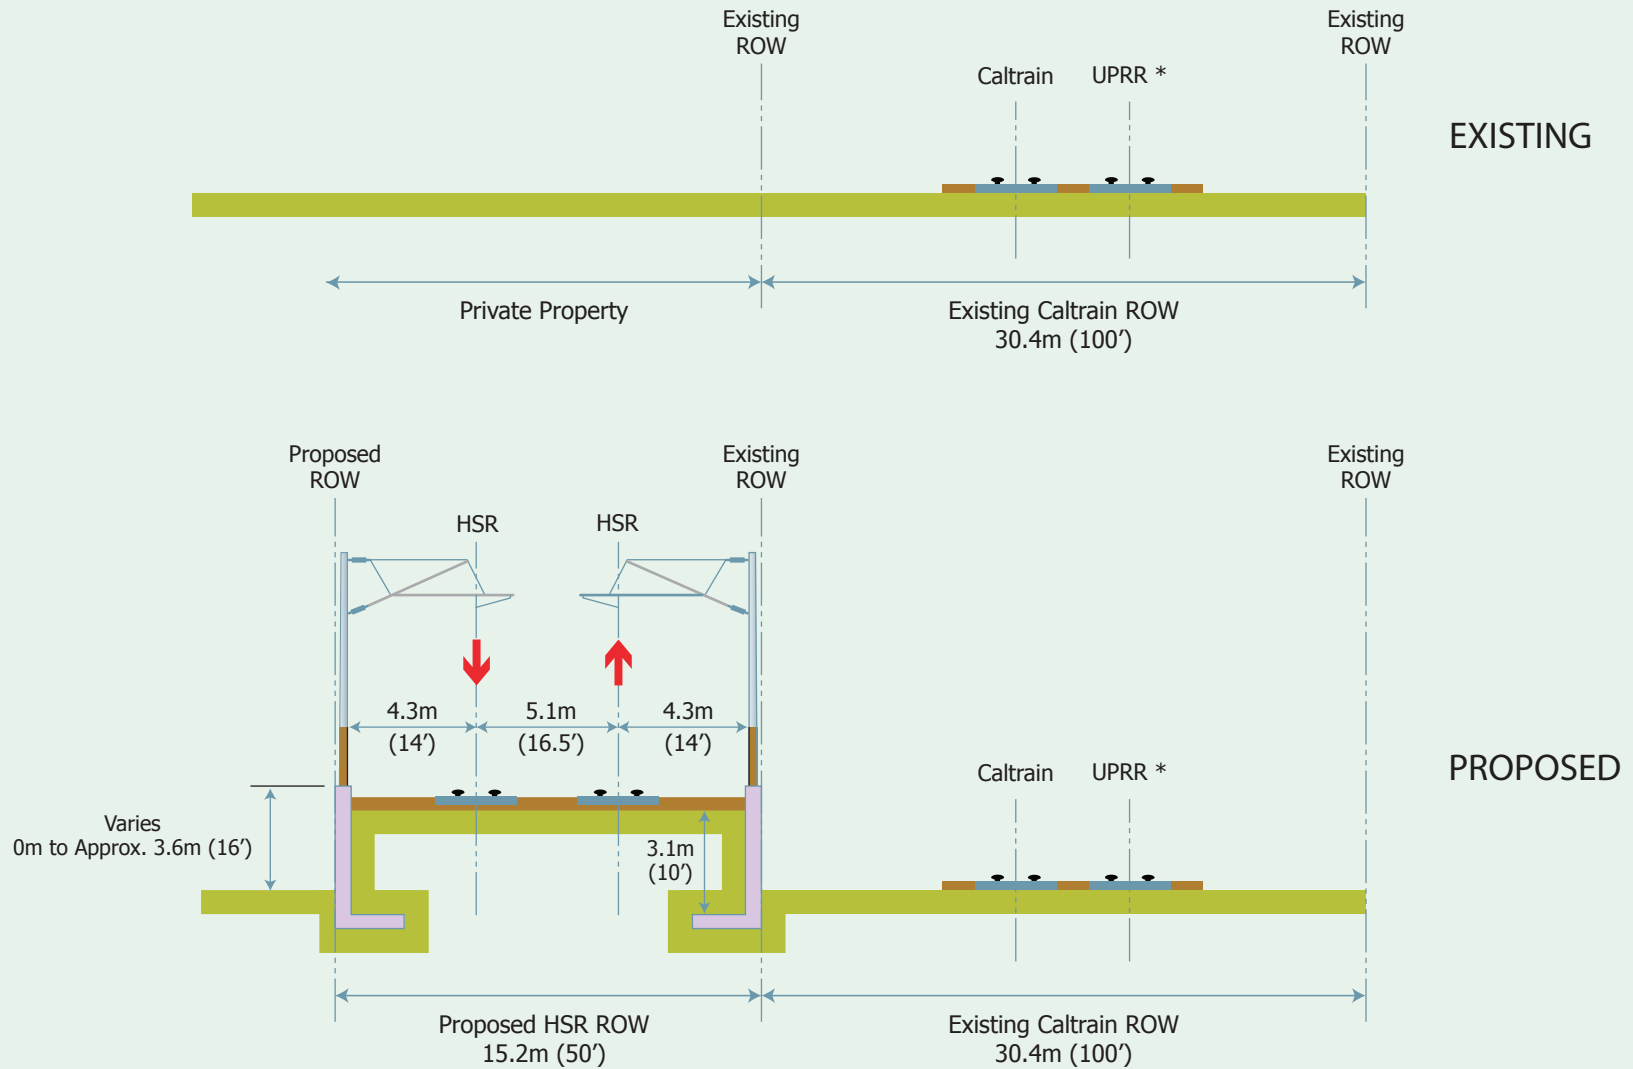 Existing
ROW
Existing
ROW
Caltrain
UPRR *
EXISTING
Private Property
Existing Caltrain ROW
30.4m (100’)
Proposed
ROW
Existing
ROW
Existing
ROW
HSR
HSR
4.3m
(14’)
5.1m
(16.5’)
4.3m
(14’)
Caltrain
UPRR *
PROPOSED
Varies
0m to Approx. 3.6m (16’)
3.1m
(10’)
Proposed HSR ROW
15.2m (50’)
Existing Caltrain ROW
30.4m (100’)